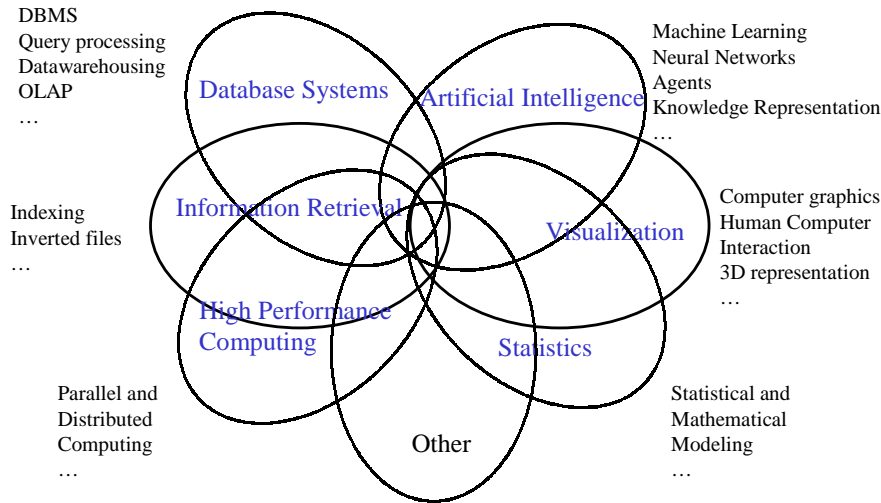 DBMS
Query processing
Datawarehousing
OLAP
…
Database Systems
Artificial Intelligence
Machine Learning
Neural Networks
Agents
Knowledge Representation
…
Indexing
Inverted files
…
Information Retrieval
Visualization
Computer graphics
Human Computer
Interaction
3D representation
…
High Performance
Computing
Statistics
Parallel and
Distributed
Computing
…
Other
Statistical and
Mathematical
Modeling
…